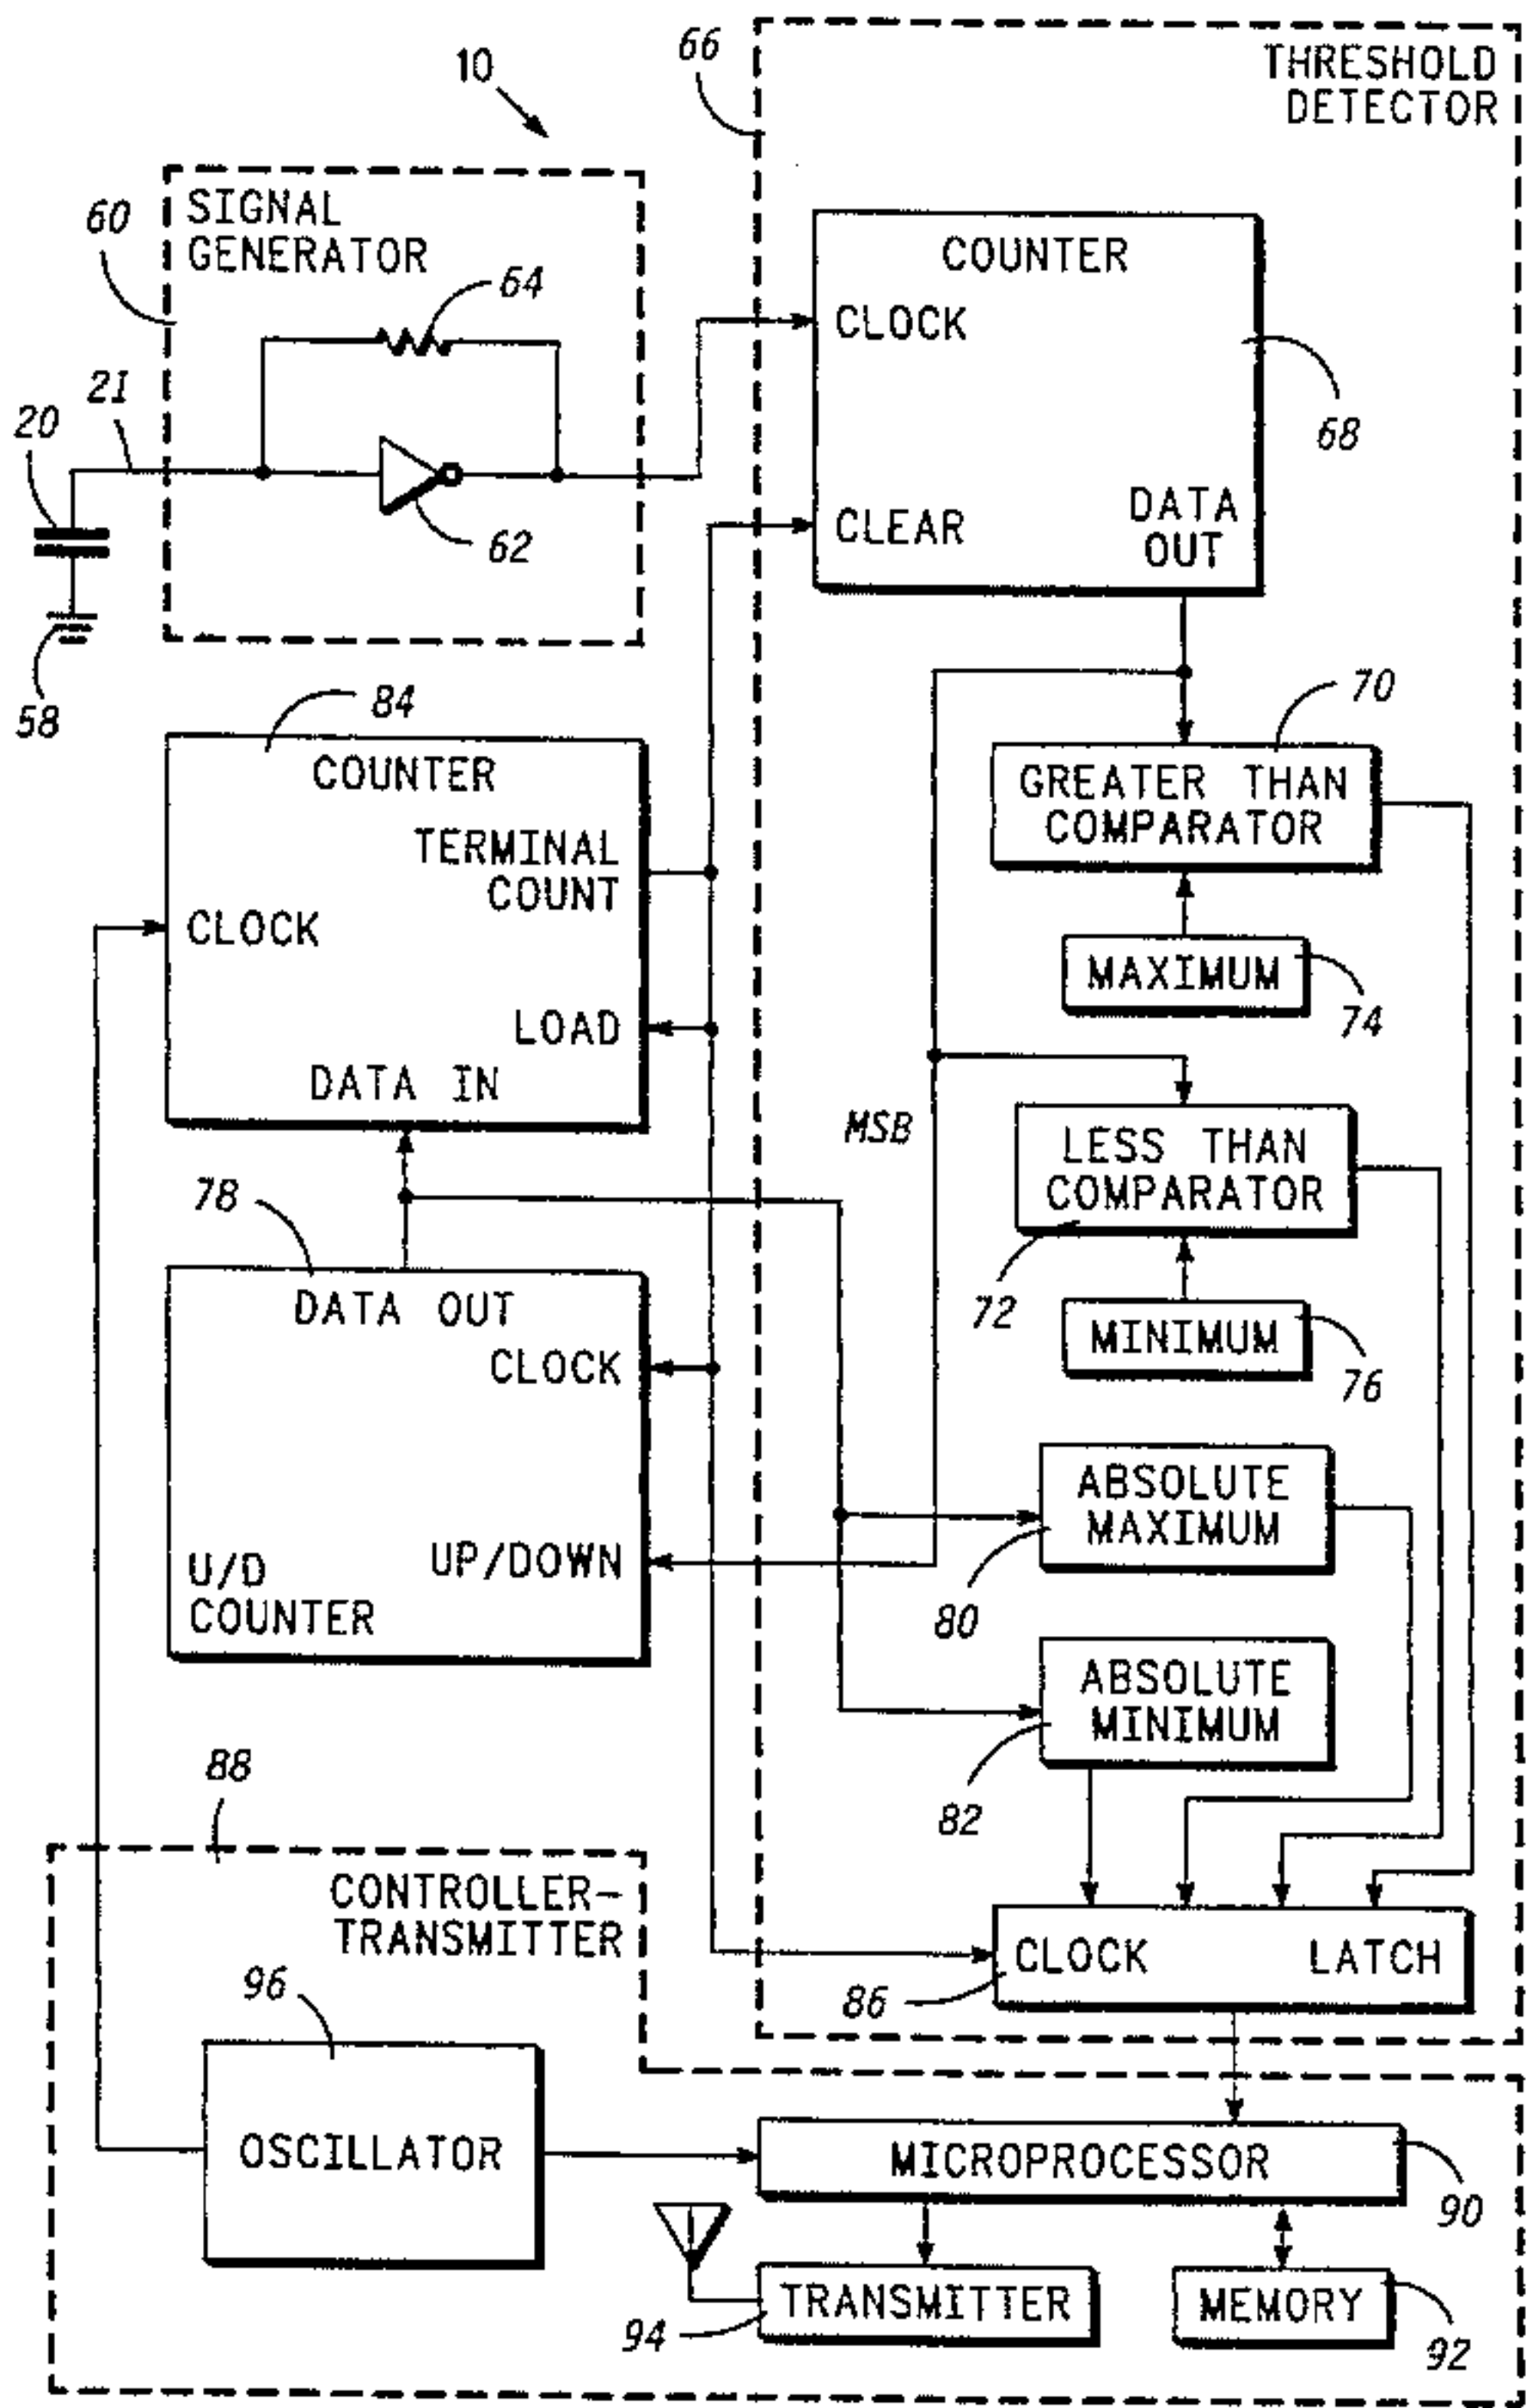 10
66
THRESHOLD
DETECTOR
60
SIGNAL
GENERATOR
64
21
20
62
58
COUNTER
CLOCK
68
CLEAR
DATA
OUT
84
COUNTER
TERMINAL
COUNT
CLOCK
LOAD
DATA IN
70
GREATER THAN
COMPARATOR
MAXIMUM
74
MSB
LESS THAN
COMPARATOR
72
MINIMUM
76
78
DATA OUT
CLOCK
UP/DOWN
U/D
COUNTER
ABSOLUTE
MAXIMUM
80
ABSOLUTE
MINIMUM
82
88
CONTROLLER-
TRANSMITTER
CLOCK LATCH
86
96
OSCILLATOR
MICROPROCESSOR
90
TRANSMITTER
94
MEMORY
92